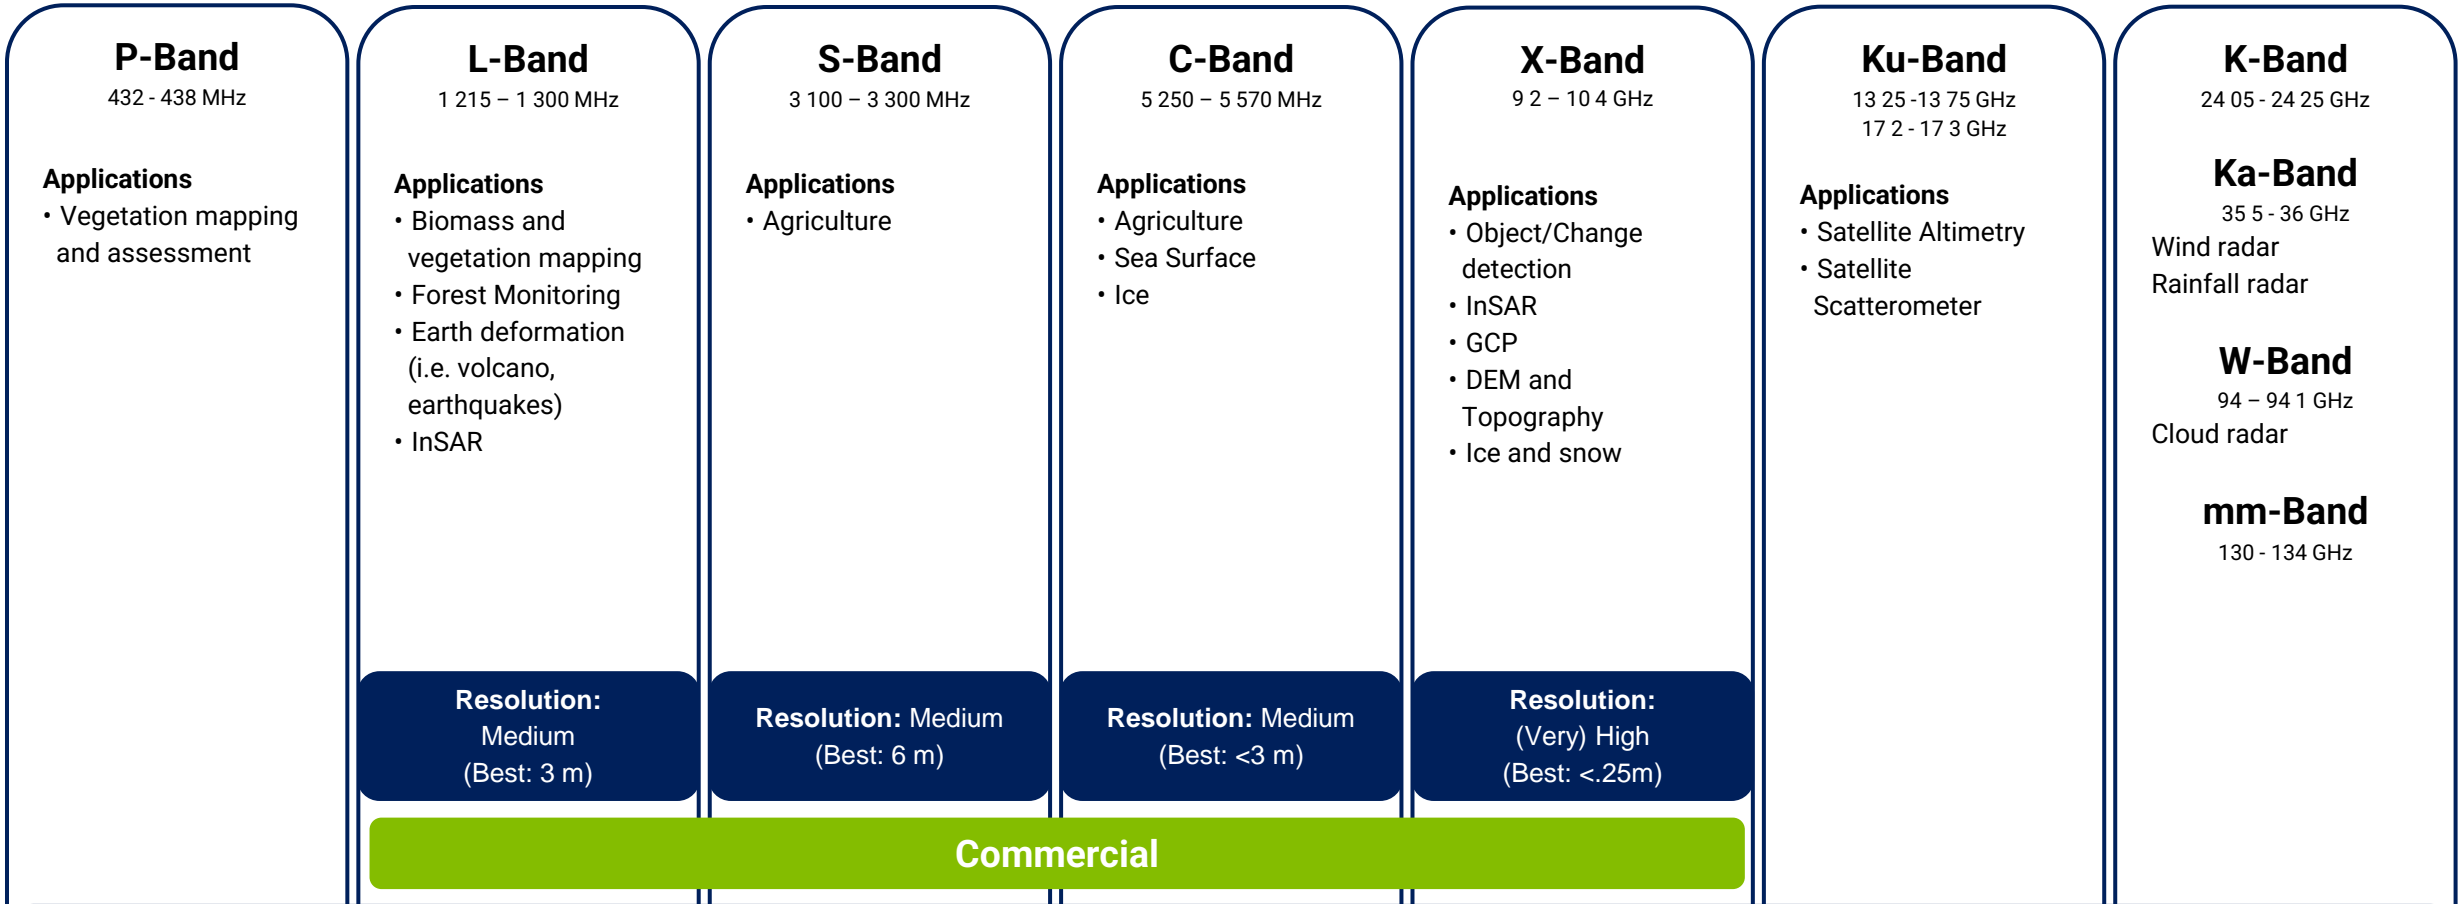 P-Band
432 - 438 MHz
Applications
• Vegetation mapping
and assessment
L-Band
1 215 – 1 300 MHz
Applications
• Biomass and
vegetation mapping
• Forest Monitoring
• Earth deformation
(i.e. volcano,
earthquakes)
• InSAR
Resolution:
Medium
(Best: 3 m)
S-Band
3 100 – 3 300 MHz
Applications
• Agriculture
Resolution: Medium
(Best: 6 m)
C-Band
5 250 – 5 570 MHz
Applications
• Agriculture
• Sea Surface
• Ice
Resolution: Medium
(Best: <3 m)
X-Band
9 2 – 10 4 GHz
Applications
• Object/Change
detection
• InSAR
• GCP
• DEM and
Topography
• Ice and snow
Resolution:
(Very) High
(Best: <.25m)
Ku-Band
13 25 -13 75 GHz
17 2 - 17 3 GHz
Applications
• Satellite Altimetry
• Satellite
Scatterometer
K-Band
24 05 - 24 25 GHz
Ka-Band
35 5 - 36 GHz
Wind radar
Rainfall radar
W-Band
94 – 94 1 GHz
Cloud radar
mm-Band
130 - 134 GHz
Commercial